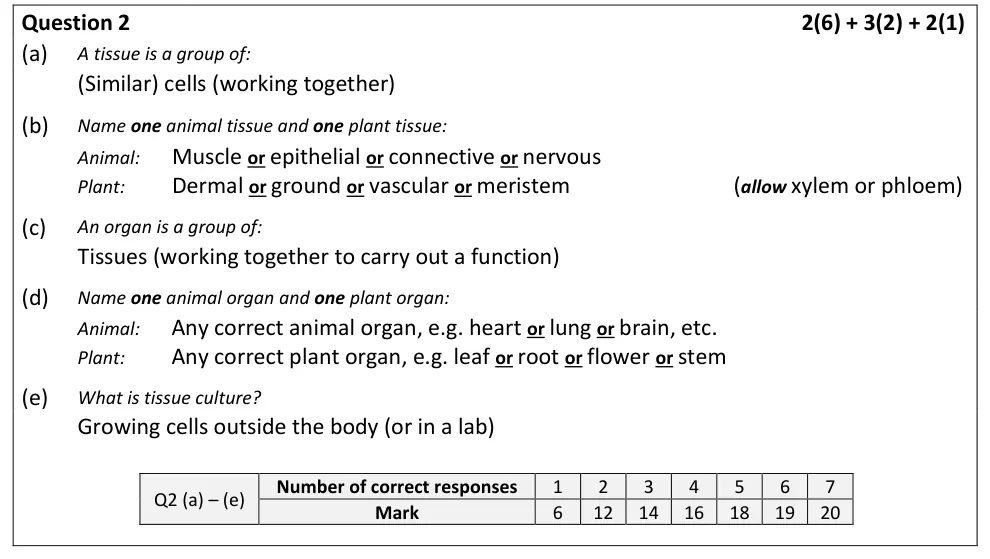 Question 2 2(6) + 3(2) + 2(1)
(a) A tissue is a group of:
(Similar) cells (working together)
(b) Name one animal tissue and one plant tissue:
Animal: Muscle or epithelial or connective or nervous
Plant: Dermal or ground or vascular or meristem (allow xylem or phloem)
(c) An organ is a group of:
Tissues (working together to carry out a function)
(d) Name one animal organ and one plant organ:
Animal: Any correct animal organ, e.g. heart or lung or brain, etc.
Plant: Any correct plant organ, e.g. leaf or root or flower or stem
(e) What is tissue culture?
Growing cells outside the body (or in a lab)
Q2 (a) – (e)
Number of correct responses 1 2 3 4 5 6 7
Mark 6 12 14 16 18 19 20